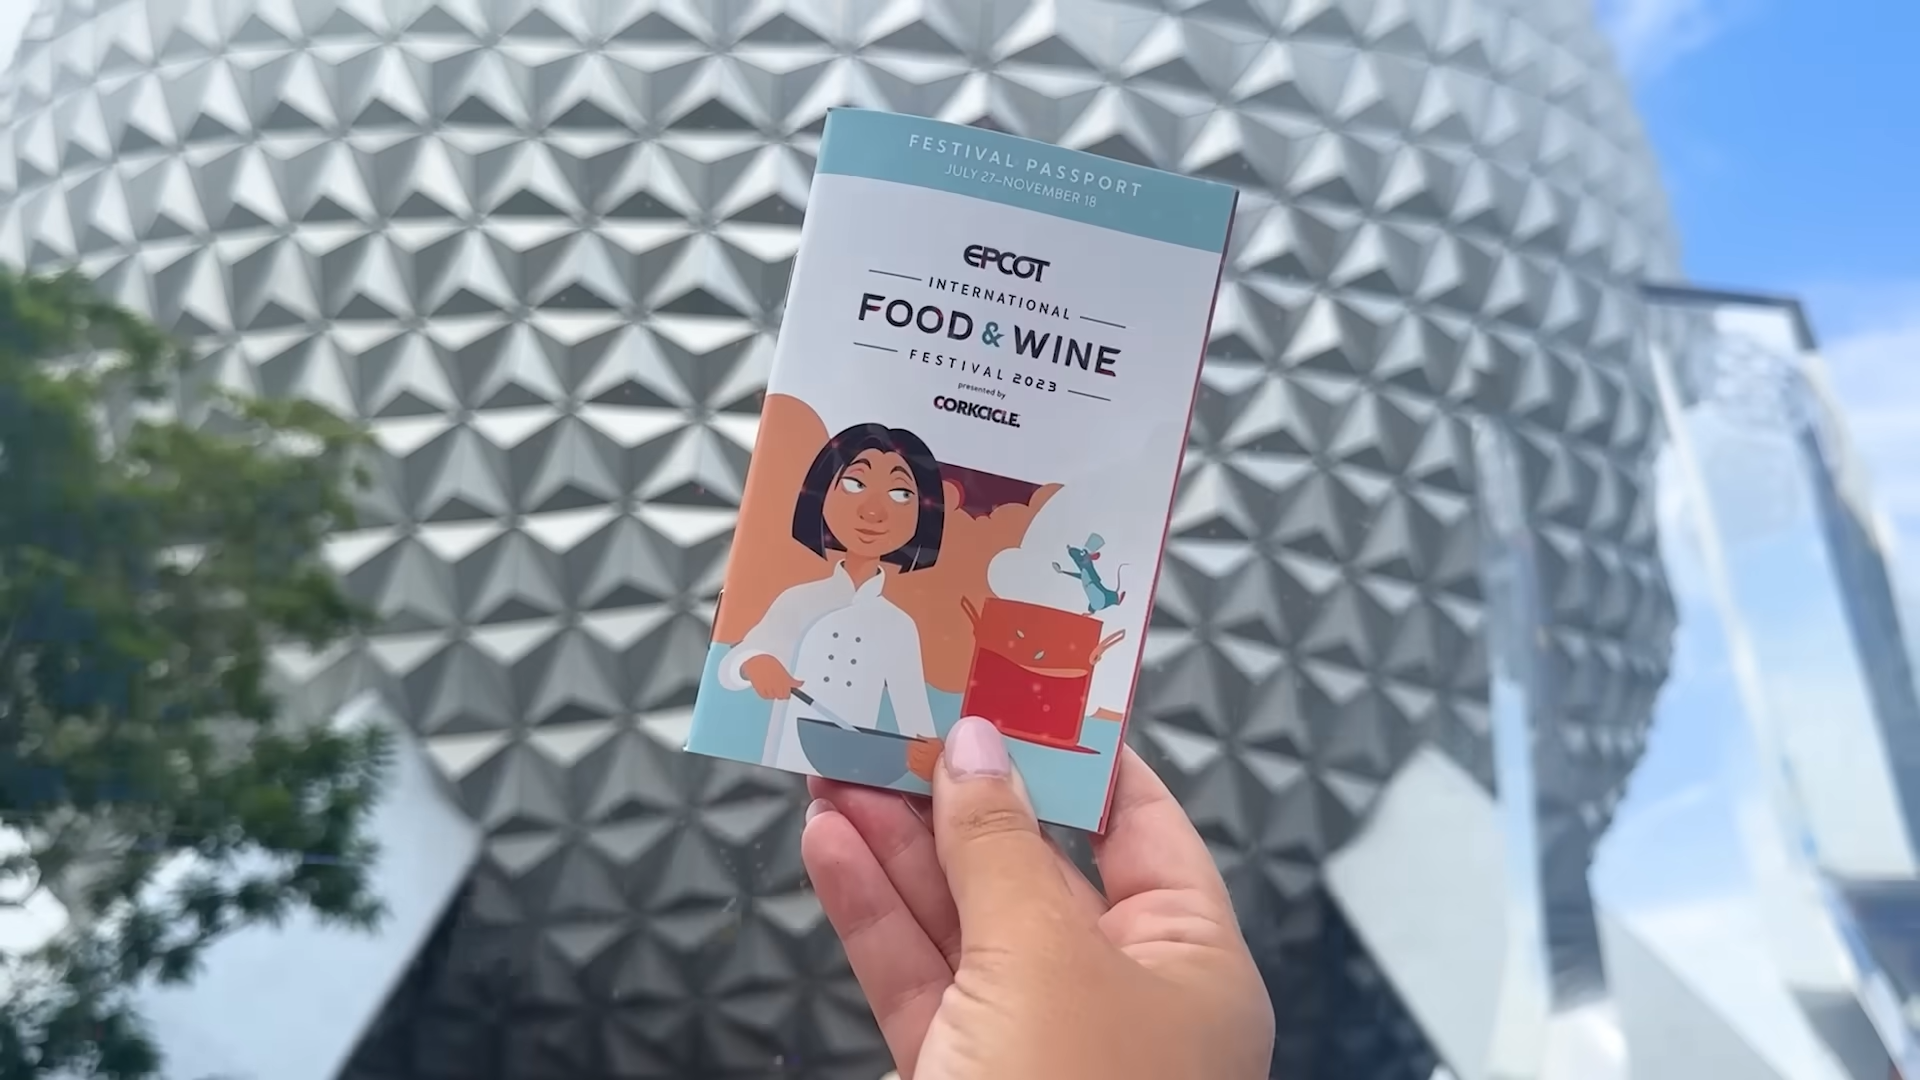 FESTIVAL PASSPORT
JULY 27–NOVEMBER 18
EPCOT
INTERNATIONAL
FOOD & WINE
FESTIVAL 2023
presented by
CORKCICLE.